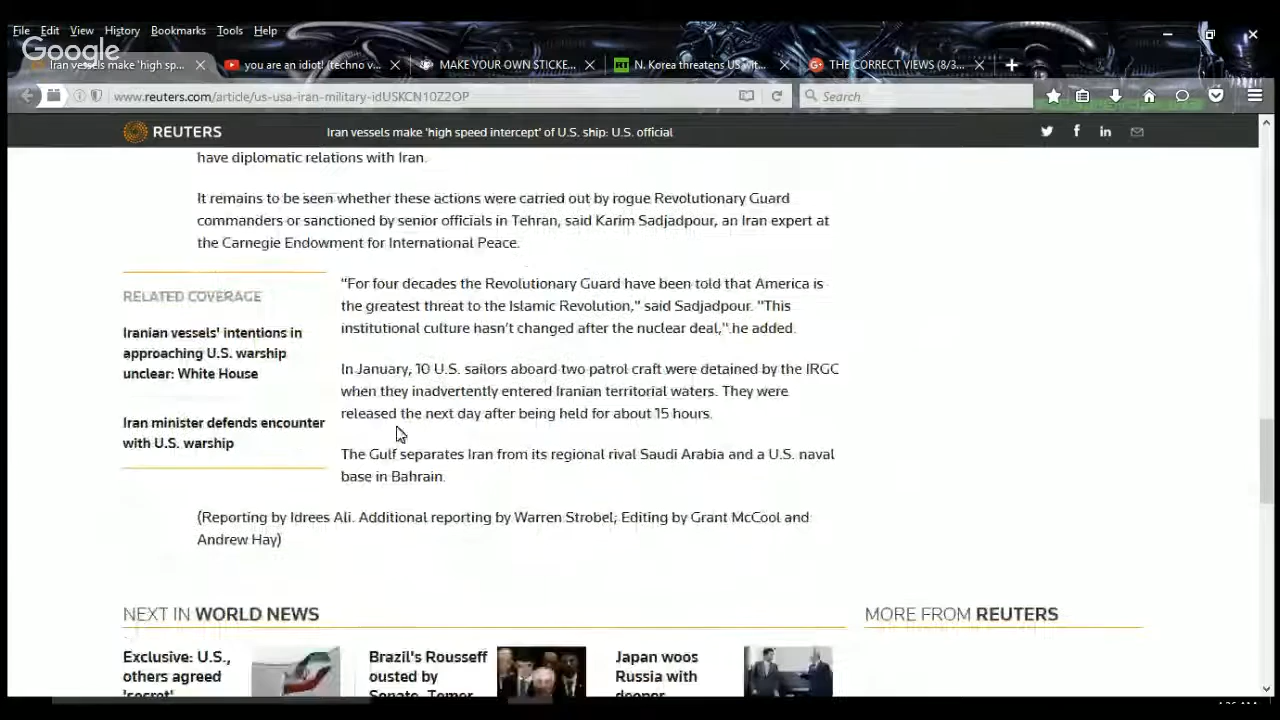 File Edit View History Bookmarks Tools Help
Google
Iran vessels make 'high sp...
you are an idiot! (techno v...
MAKE YOUR OWN STICKE...
RT
N. Korea threatens US wit...
THE CORRECT VIEWS (8/3...
www.reuters.com/article/us-usa-iran-military-idUSKCN10Z2OP
Search
REUTERS
Iran vessels make 'high speed intercept' of U.S. ship: U.S. official
have diplomatic relations with Iran.
It remains to be seen whether these actions were carried out by rogue Revolutionary Guard
commanders or sanctioned by senior officials in Tehran, said Karim Sadjadpour, an Iran expert at
the Carnegie Endowment for International Peace.
RELATED COVERAGE
Iranian vessels' intentions in
approaching U.S. warship
unclear: White House
Iran minister defends encounter
with U.S. warship
"For four decades the Revolutionary Guard have been told that America is
the greatest threat to the Islamic Revolution," said Sadjadpour. "This
institutional culture hasn't changed after the nuclear deal," he added.
In January, 10 U.S. sailors aboard two patrol craft were detained by the IRGC
when they inadvertently entered Iranian territorial waters. They were
released the next day after being held for about 15 hours.
The Gulf separates Iran from its regional rival Saudi Arabia and a U.S. naval
base in Bahrain.
(Reporting by Idrees Ali. Additional reporting by Warren Strobel; Editing by Grant McCool and
Andrew Hay)
NEXT IN WORLD NEWS
MORE FROM REUTERS
Exclusive: U.S.,
others agreed
'secret'
Brazil's Rousseff
ousted by
Senate, Temer
Japan woos
Russia with
deeper